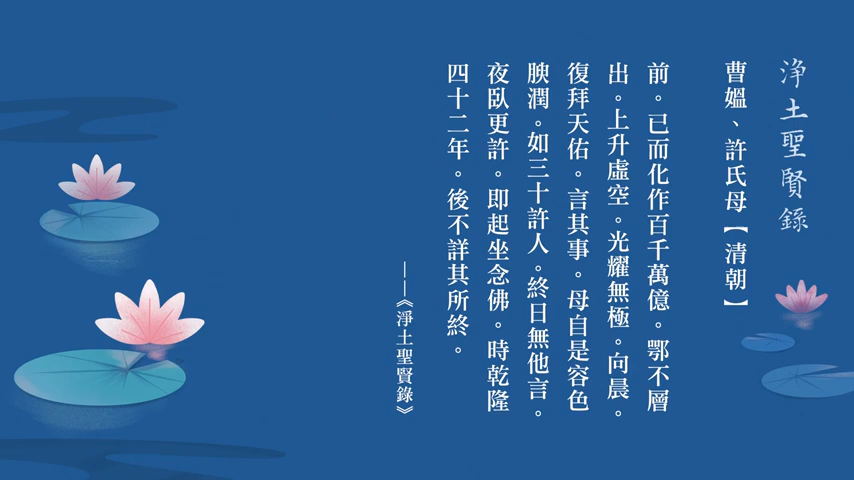 淨土聖賢錄
曹媼、許氏母【清朝】
前。已而化作百千萬億。鄂不層
出。上升虛空。光耀無極。向晨。
復拜天佑。言其事。母自是容色
腴潤。如三十許人。終日無他言。
夜臥更許。即起坐念佛。時乾隆
四十二年。後不詳其所終。
——《淨土聖賢錄》